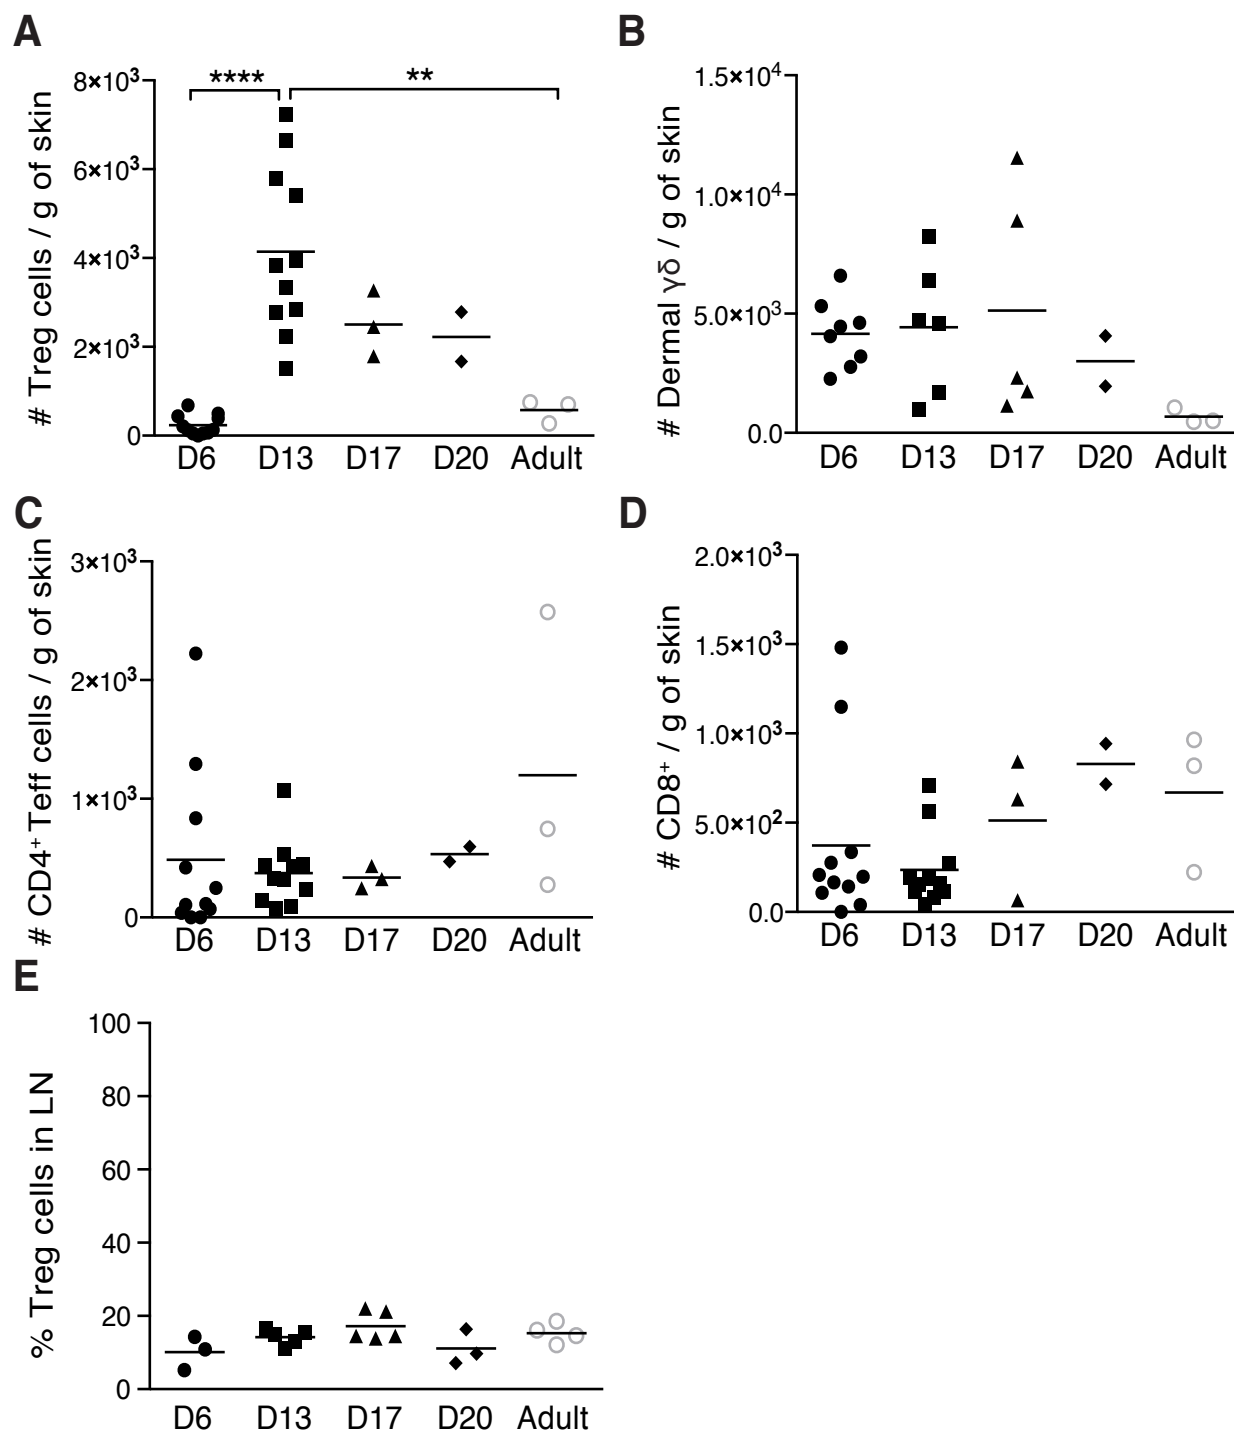 A
# Treg cells / g of skin
8×10³
6×10³
4×10³
2×10³
0
****
**
D6 D13 D17 D20 Adult
B
# Dermal γδ / g of skin
1.5×10⁴
1.0×10⁴
5.0×10³
0.0
D6 D13 D17 D20 Adult
C
# CD4⁺ Teff cells / g of skin
3×10³
2×10³
1×10³
0
D6 D13 D17 D20 Adult
D
# CD8⁺ / g of skin
2.0×10³
1.5×10³
1.0×10³
5.0×10²
0.0
D6 D13 D17 D20 Adult
E
% Treg cells in LN
100
80
60
40
20
0
D6 D13 D17 D20 Adult